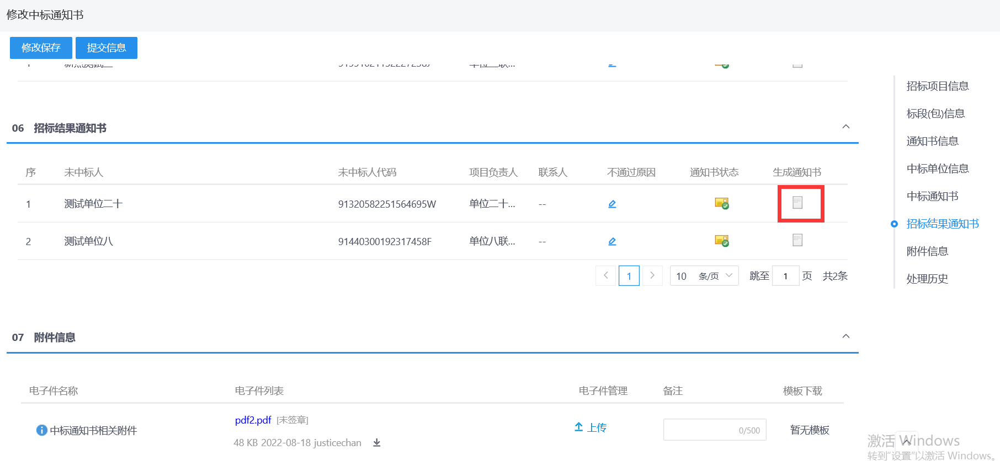 修改中标通知书
修改保存 提交信息
招标项目信息
标段(包)信息
06 招标结果通知书
通知书信息
序 未中标人 未中标人代码 项目负责人 联系人 不通过原因 通知书状态 生成通知书
中标单位信息
1 测试单位二十 91320582251564695W 单位二十... --
中标通知书
招标结果通知书
2 测试单位八 91440300192317458F 单位八联... --
附件信息
1 10 条/页 跳至 1 页 共2条
处理历史
07 附件信息
电子件名称 电子件列表 电子件管理 备注 模板下载
pdf2.pdf [未签章]
中标通知书相关附件 上传 0/500 暂无模板
48 KB 2022-08-18 justicechan
激活 Windows
转到“设置”以激活 Windows。